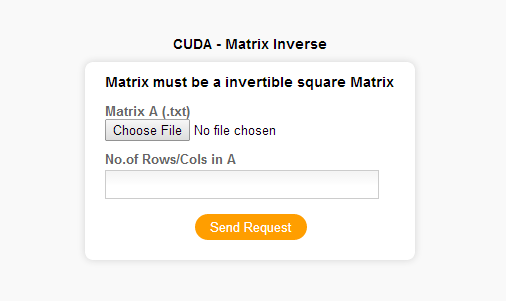 CUDA - Matrix Inverse
Matrix must be a invertible square Matrix
Matrix A (.txt)
Choose File No file chosen
No.of Rows/Cols in A
Send Request